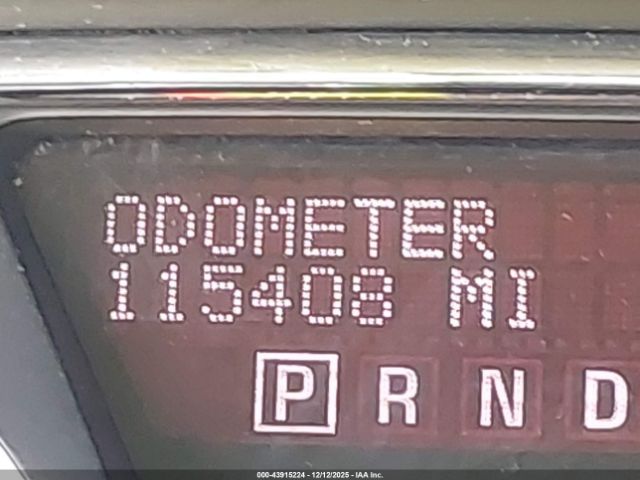 ODOMETER
115408 MI
P R N D
000-43915224 - 12/12/2025 - IAA Inc.